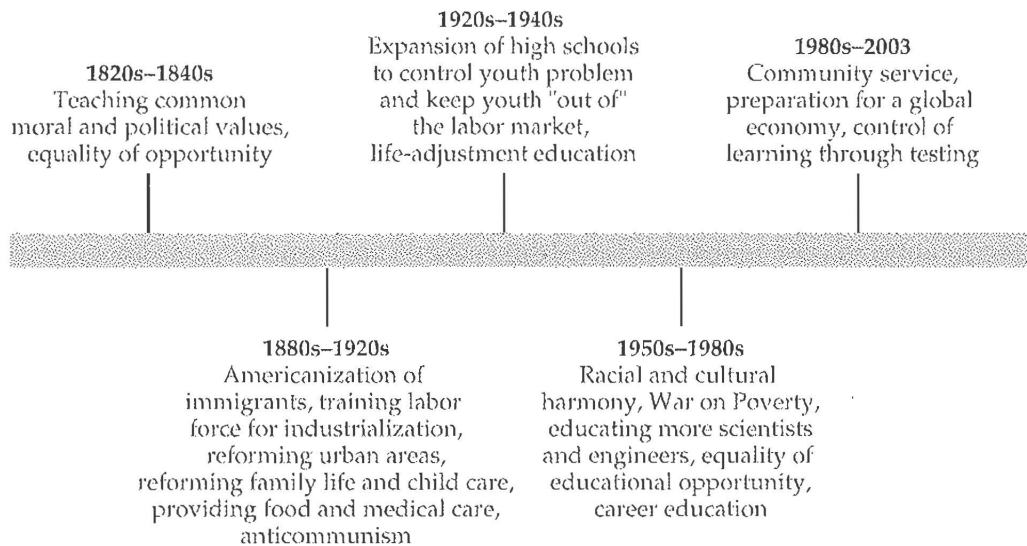 1820s–1840s
Teaching common
moral and political values,
equality of opportunity
1880s–1920s
Americanization of
immigrants, training labor
force for industrialization,
reforming urban areas,
reforming family life and child care,
providing food and medical care,
anticommunism
1920s–1940s
Expansion of high schools
to control youth problem
and keep youth "out of"
the labor market,
life-adjustment education
1950s–1980s
Racial and cultural
harmony, War on Poverty,
educating more scientists
and engineers, equality of
educational opportunity,
career education
1980s–2003
Community service,
preparation for a global
economy, control of
learning through testing